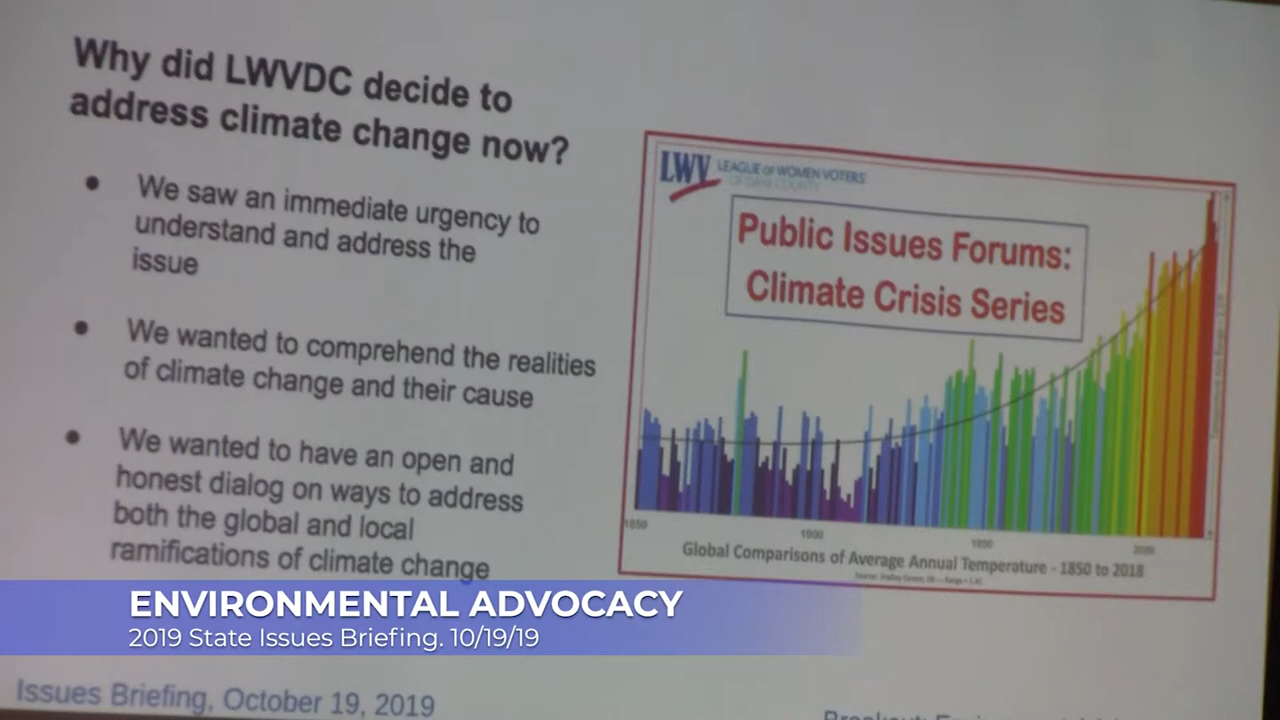 Why did LWVDC decide to
address climate change now?
• We saw an immediate urgency to
understand and address the
issue
• We wanted to comprehend the realities
of climate change and their cause
• We wanted to have an open and
honest dialog on ways to address
both the global and local
ramifications of climate change
LWV LEAGUE OF WOMEN VOTERS®
OF DANE COUNTY
Public Issues Forums:
Climate Crisis Series
1850 1900 1950 2000
Global Comparisons of Average Annual Temperature - 1850 to 2018
ENVIRONMENTAL ADVOCACY
2019 State Issues Briefing. 10/19/19
Issues Briefing, October 19, 2019